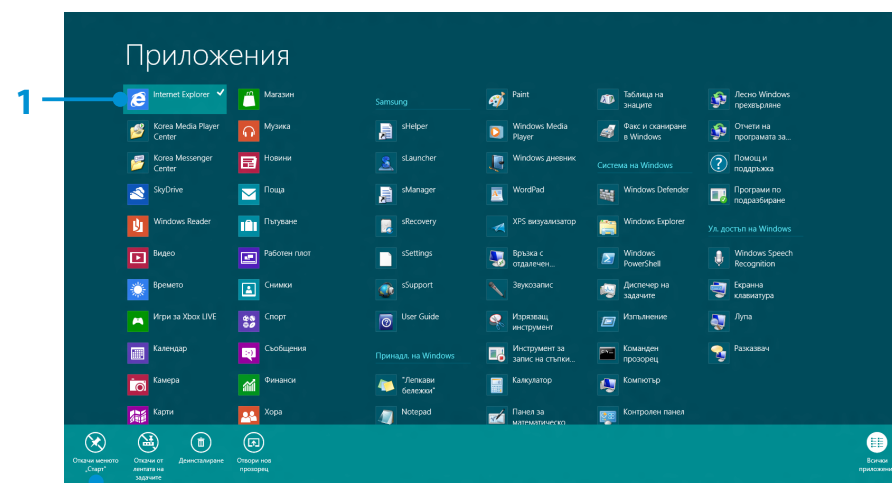 Приложения
1
Internet Explorer
Korea Media Player
Center
Korea Messenger
Center
SkyDrive
Windows Reader
Видео
Времето
Игри за Xbox LIVE
Календар
Камера
Карти
Магазин
Музика
Новини
Поща
Пътуване
Работен плот
Снимки
Спорт
Съобщения
Финанси
Хора
Samsung
sHelper
sLauncher
sManager
sRecovery
sSettings
sSupport
User Guide
Принадл. на Windows
"Лепкави
бележки"
Notepad
Paint
Windows Media
Player
Windows дневник
WordPad
XPS визуализатор
Връзка с
отдалечен...
Звукозапис
Изрязващ
инструмент
Инструмент за
запис на стъпки...
Калкулатор
Панел за
математическо
Таблица на
знаците
Факс и сканиране
в Windows
Система на Windows
Windows Defender
Windows Explorer
Windows
PowerShell
Диспечер на
задачите
Изпълнение
Команден
прозорец
Компютър
Контролен панел
Лесно Windows
прехвърляне
Отчети на
програмата за...
Помощ и
поддръжка
Програми по
подразбиране
Ул. достъп на Windows
Windows Speech
Recognition
Екранна
клавиатура
Лупа
Разказвач
Откачи менюто
„Старт"
Откачи от
лентата на
задачите
Деинсталиране
Отвори нов
прозорец
Всички
приложени